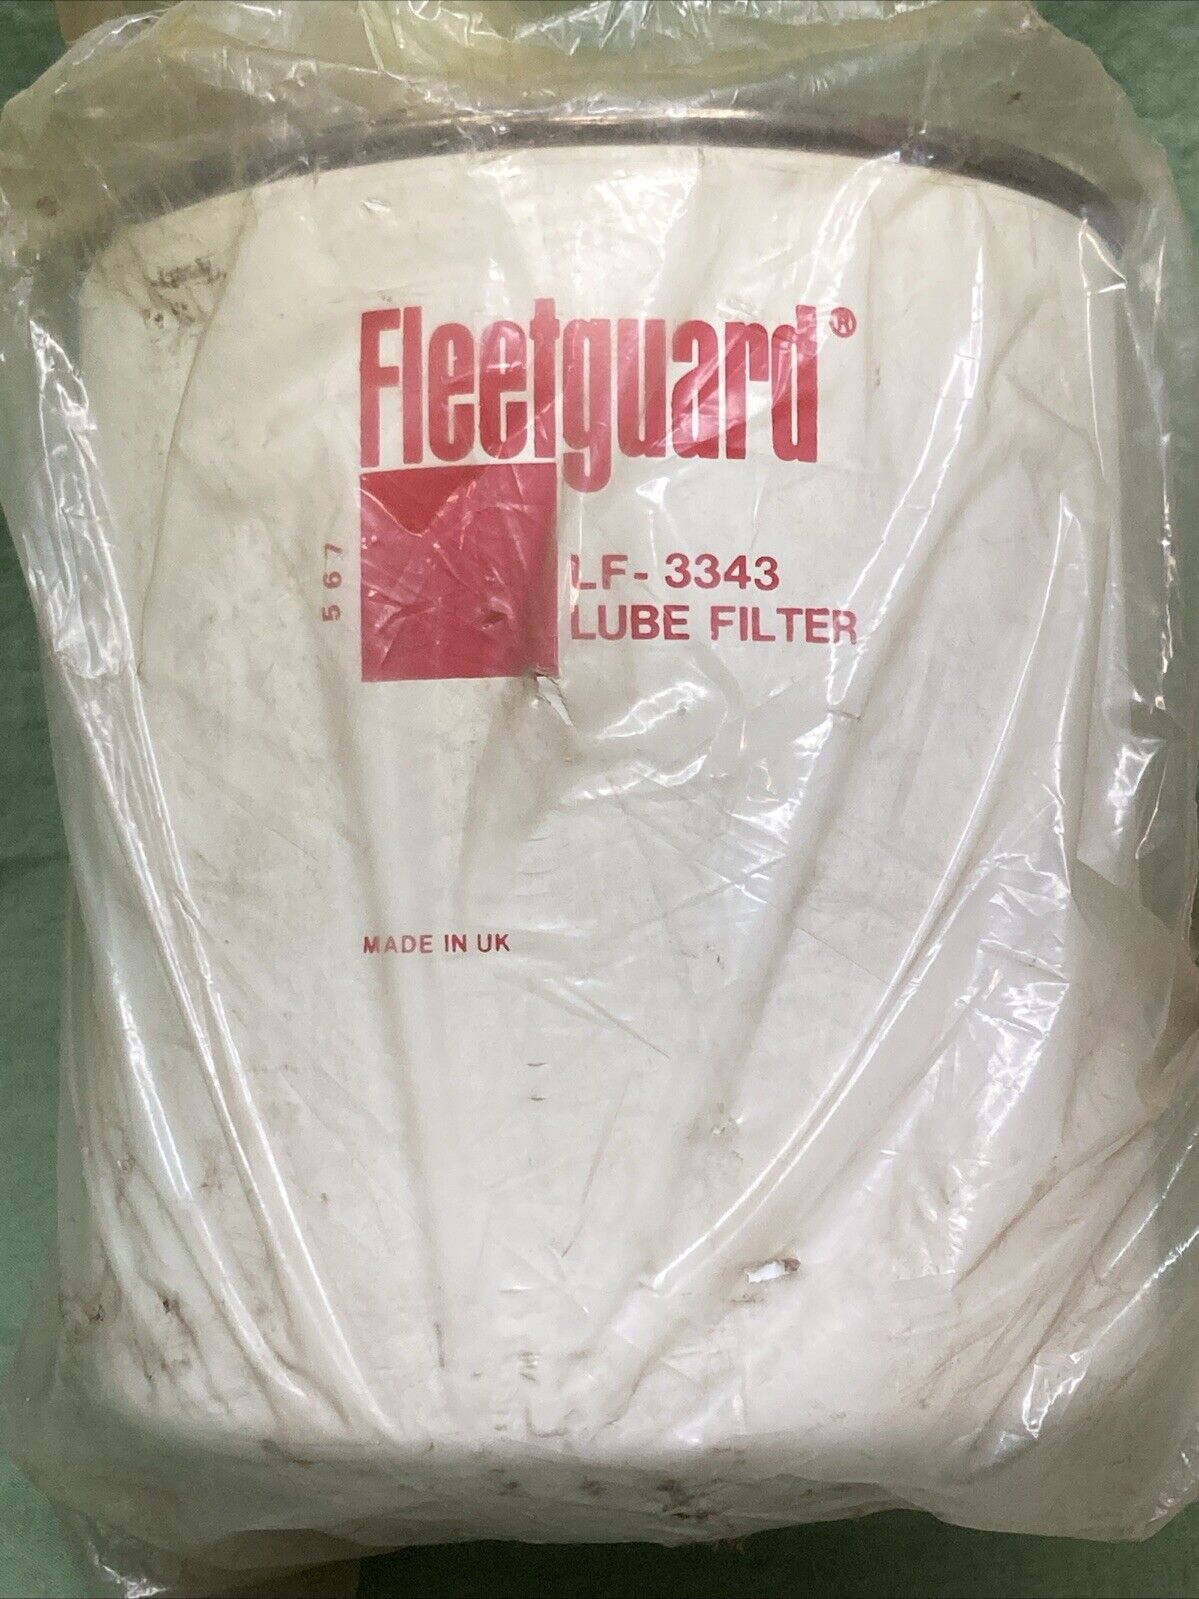 Fleetguard®
567
LF- 3343
LUBE FILTER
MADE IN UK